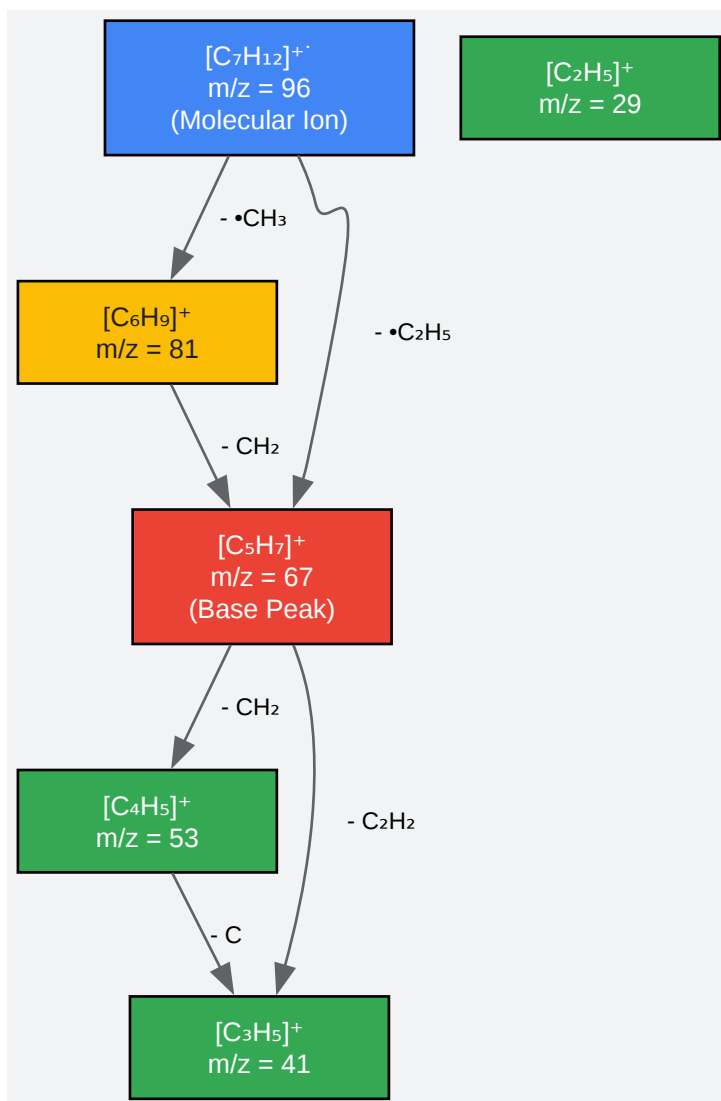 [C₇H₁₂]⁺˙
m/z = 96
(Molecular Ion)
[C₂H₅]⁺
m/z = 29
- •CH₃
[C₆H₉]⁺
m/z = 81
- •C₂H₅
- CH₂
[C₅H₇]⁺
m/z = 67
(Base Peak)
- CH₂
[C₄H₅]⁺
m/z = 53
- C₂H₂
- C
[C₃H₅]⁺
m/z = 41